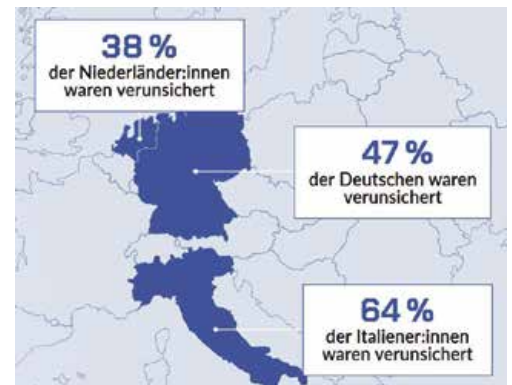 38 %
der Niederländer:innen
waren verunsichert
47 %
der Deutschen waren
verunsichert
64 %
der Italiener:innen
waren verunsichert